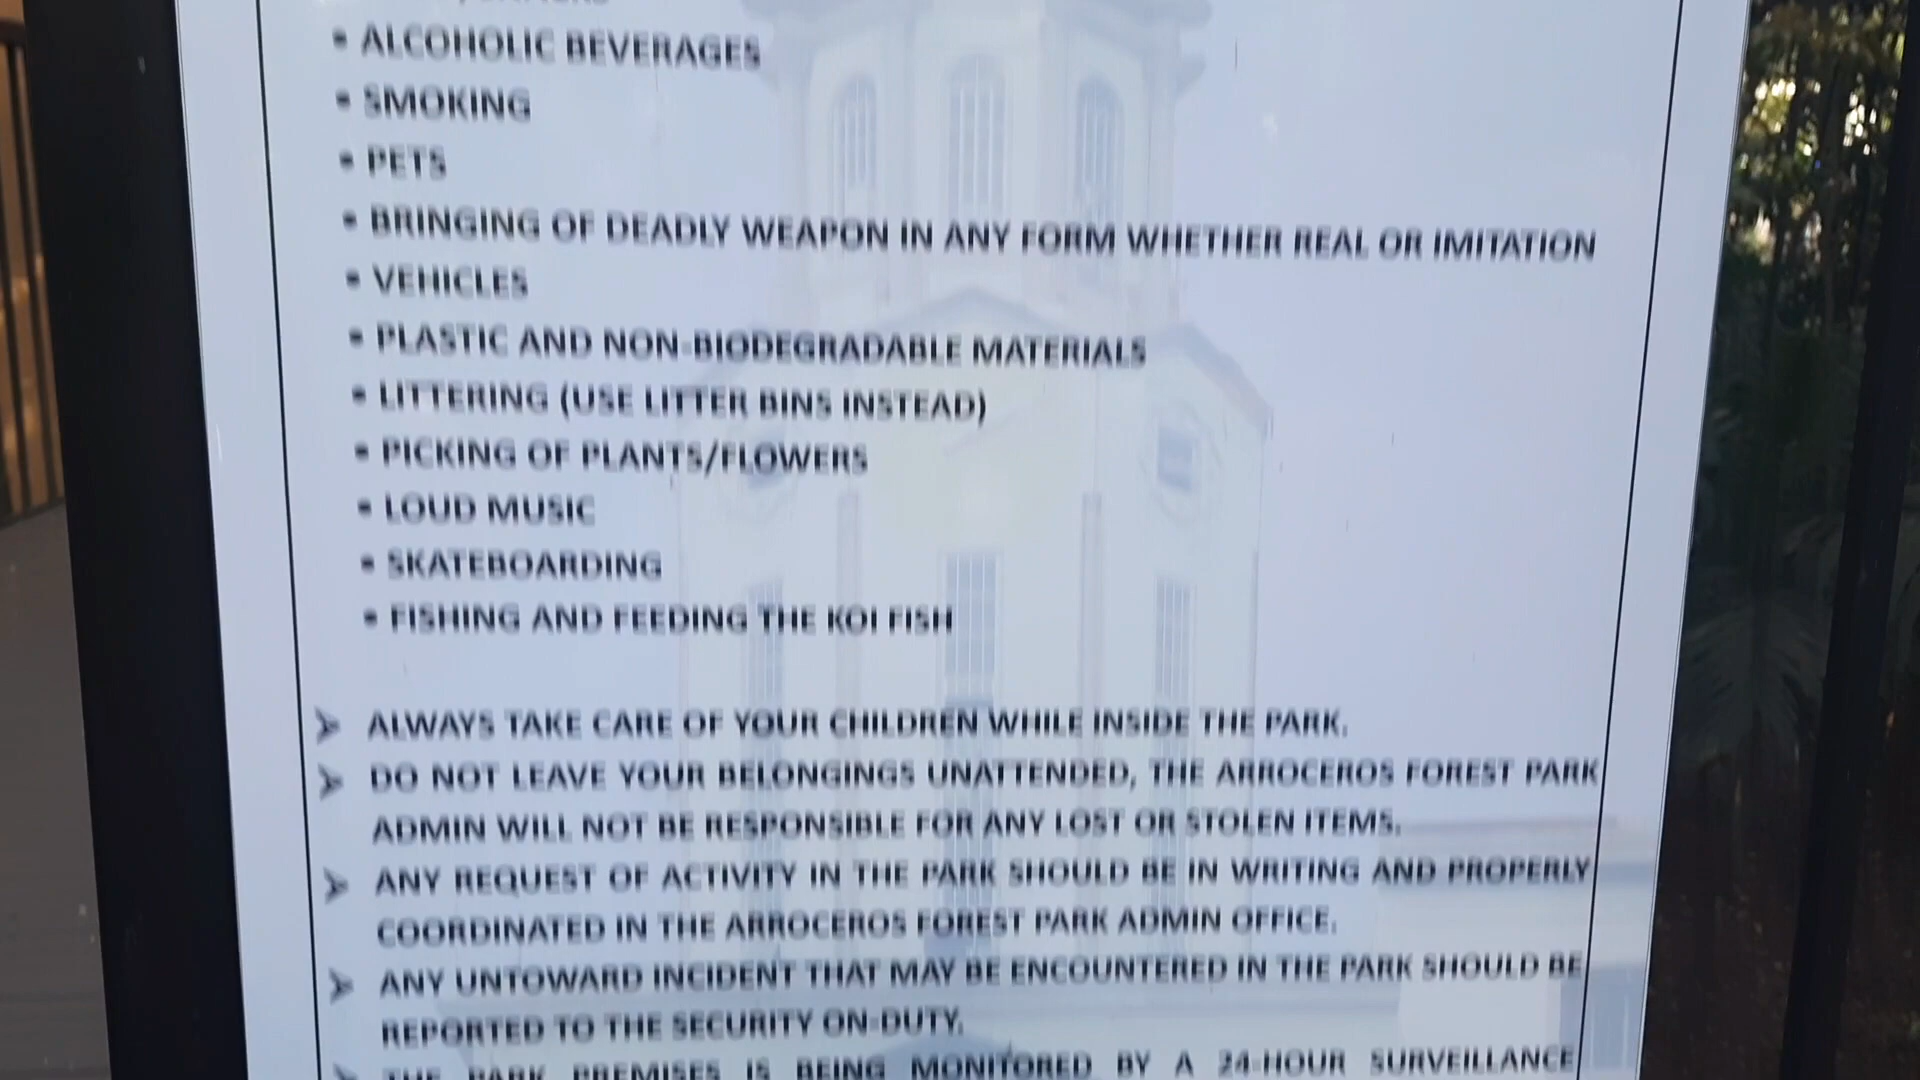 • ALCOHOLIC BEVERAGES
• SMOKING
• PETS
• BRINGING OF DEADLY WEAPON IN ANY FORM WHETHER REAL OR IMITATION
• VEHICLES
• PLASTIC AND NON-BIODEGRADABLE MATERIALS
• LITTERING (USE LITTER BINS INSTEAD)
• PICKING OF PLANTS/FLOWERS
• LOUD MUSIC
• SKATEBOARDING
• FISHING AND FEEDING THE KOI FISH
➢ ALWAYS TAKE CARE OF YOUR CHILDREN WHILE INSIDE THE PARK.
➢ DO NOT LEAVE YOUR BELONGINGS UNATTENDED, THE ARROCEROS FOREST PARK
ADMIN WILL NOT BE RESPONSIBLE FOR ANY LOST OR STOLEN ITEMS.
➢ ANY REQUEST OF ACTIVITY IN THE PARK SHOULD BE IN WRITING AND PROPERLY
COORDINATED IN THE ARROCEROS FOREST PARK ADMIN OFFICE.
➢ ANY UNTOWARD INCIDENT THAT MAY BE ENCOUNTERED IN THE PARK SHOULD BE
REPORTED TO THE SECURITY ON-DUTY.
➢ THE PARK PREMISES IS BEING MONITORED BY A 24-HOUR SURVEILLANCE